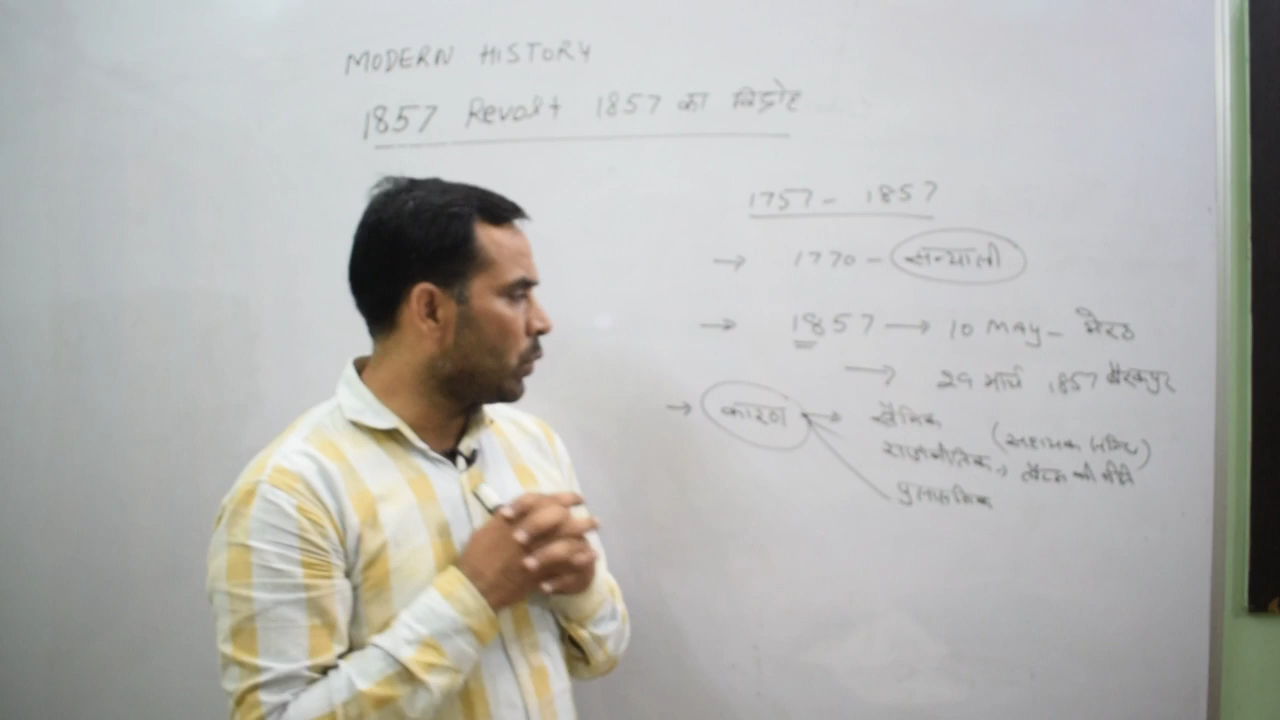 MODERN HISTORY
1857 Revolt 1857 का विद्रोह
1757 - 1857
→ 1770 - सन्यासी
→ 1857 → 10 MAY - मेरठ
→ 29 मार्च 1857 बैरकपुर
→ कारण → सैनिक
राजनीतिक → (सहायक संधि)